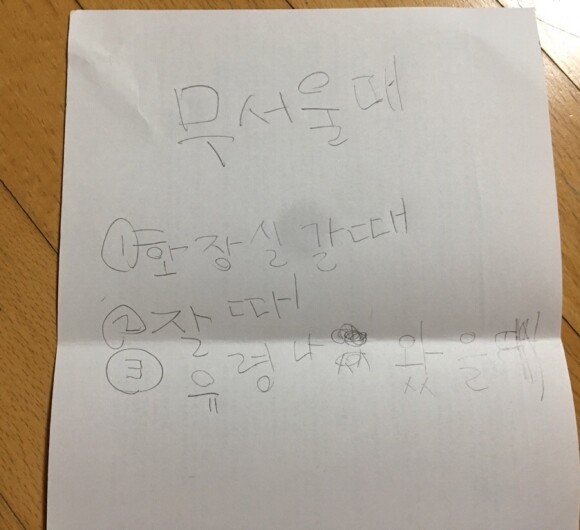 무서울때
① 화장실갈때
② 잘 때
③ 유령나 왔을